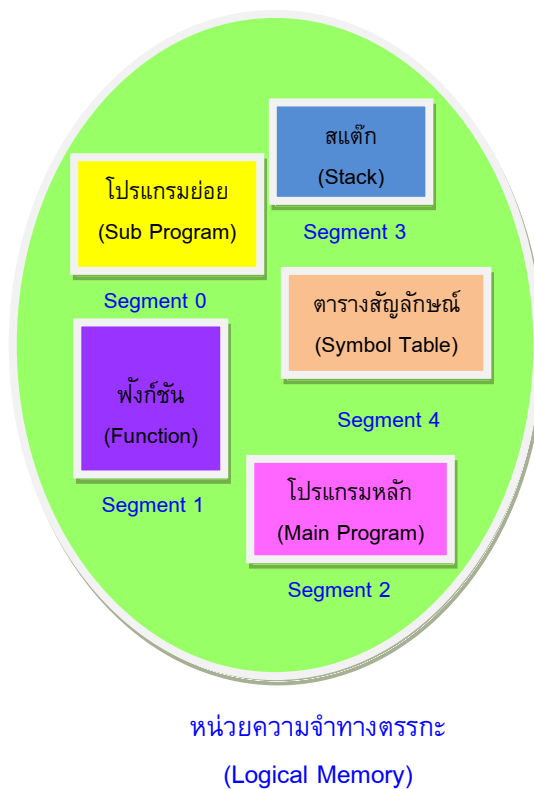 สแต๊ก
(Stack)
Segment 3
โปรแกรมย่อย
(Sub Program)
Segment 0
ตารางสัญลักษณ์
(Symbol Table)
Segment 4
ฟังก์ชัน
(Function)
Segment 1
โปรแกรมหลัก
(Main Program)
Segment 2
หน่วยความจำทางตรรกะ
(Logical Memory)